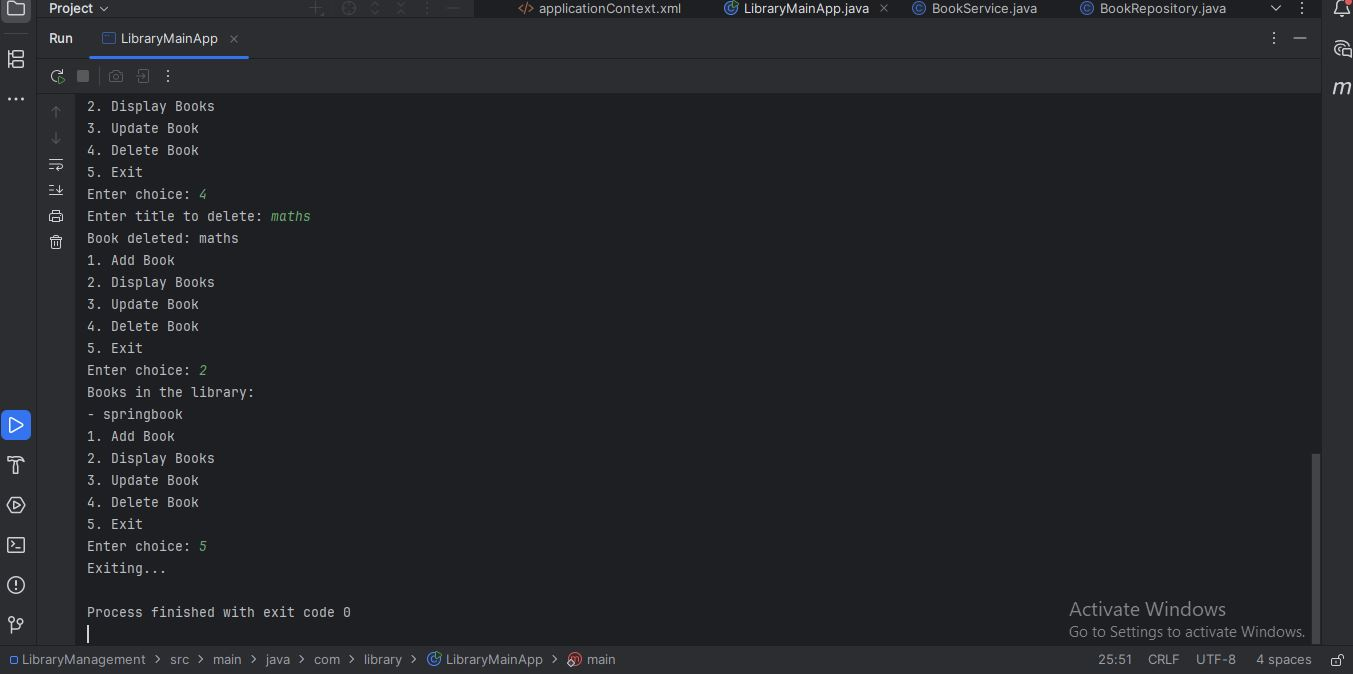 Project
applicationContext.xml
LibraryMainApp.java
BookService.java
BookRepository.java
Run
LibraryMainApp
m
2. Display Books
3. Update Book
4. Delete Book
5. Exit
Enter choice: 4
Enter title to delete: maths
Book deleted: maths
1. Add Book
2. Display Books
3. Update Book
4. Delete Book
5. Exit
Enter choice: 2
Books in the library:
- springbook
1. Add Book
2. Display Books
3. Update Book
4. Delete Book
5. Exit
Enter choice: 5
Exiting...
Process finished with exit code 0
Activate Windows
Go to Settings to activate Windows.
LibraryManagement > src > main > java > com > library > LibraryMainApp > main
25:51 CRLF UTF-8 4 spaces